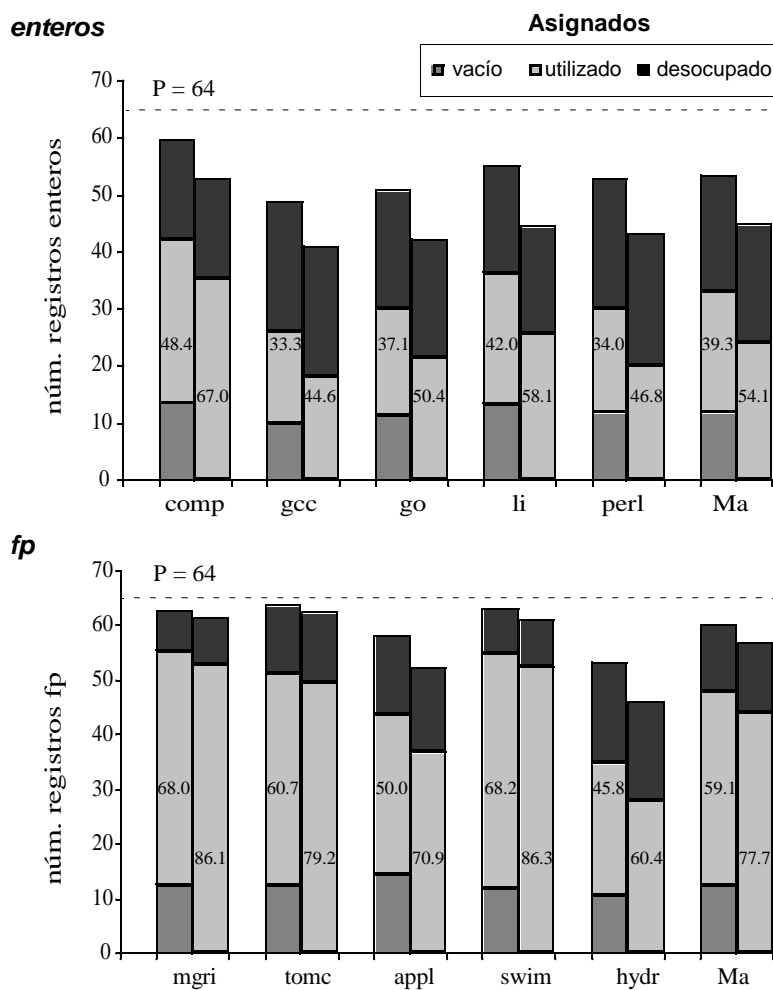 enteros
Asignados
vacío utilizado desocupado
núm. registros enteros
70
60
50
40
30
20
10
0
P = 64
48.4 67.0 33.3 44.6 37.1 50.4 42.0 58.1 34.0 46.8 39.3 54.1
comp gcc go li perl Ma
fp
núm. registros fp
70
60
50
40
30
20
10
0
P = 64
68.0 86.1 60.7 79.2 50.0 70.9 68.2 86.3 45.8 60.4 59.1 77.7
mgri tomc appl swim hydr Ma